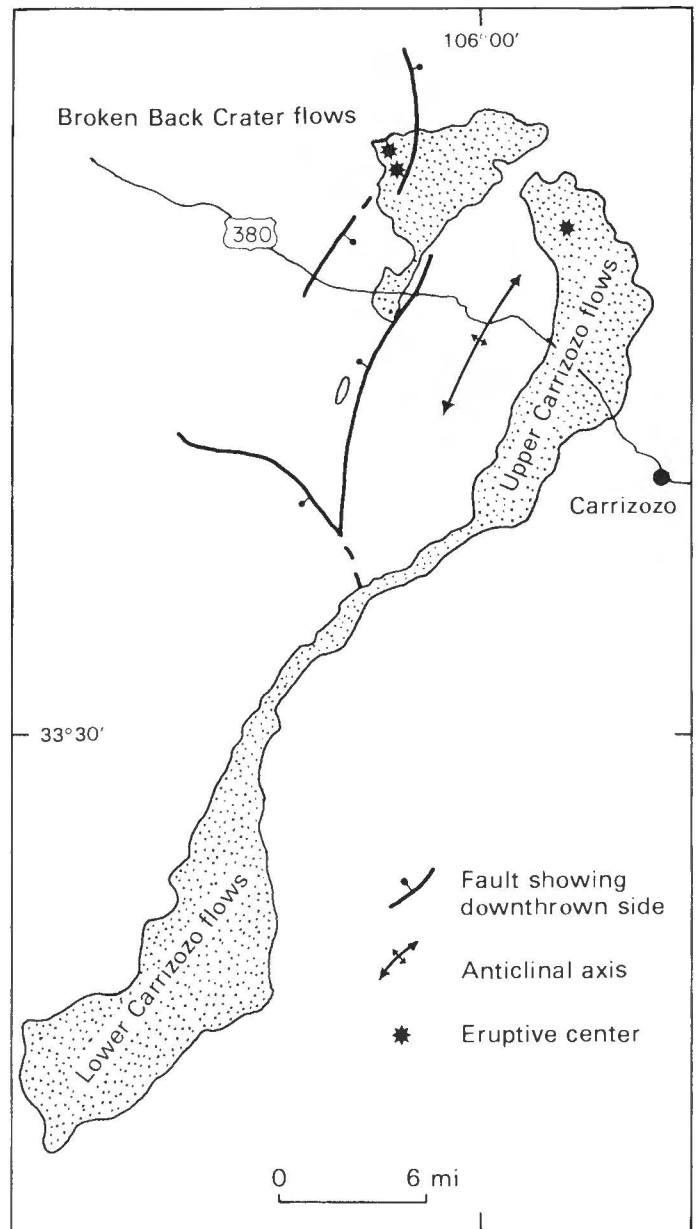 106°00'
Broken Back Crater flows
380
Upper Carrizozo flows
Carrizozo
33°30'
Lower Carrizozo flows
Fault showing
downthrown side
Anticlinal axis
Eruptive center
0 6 mi